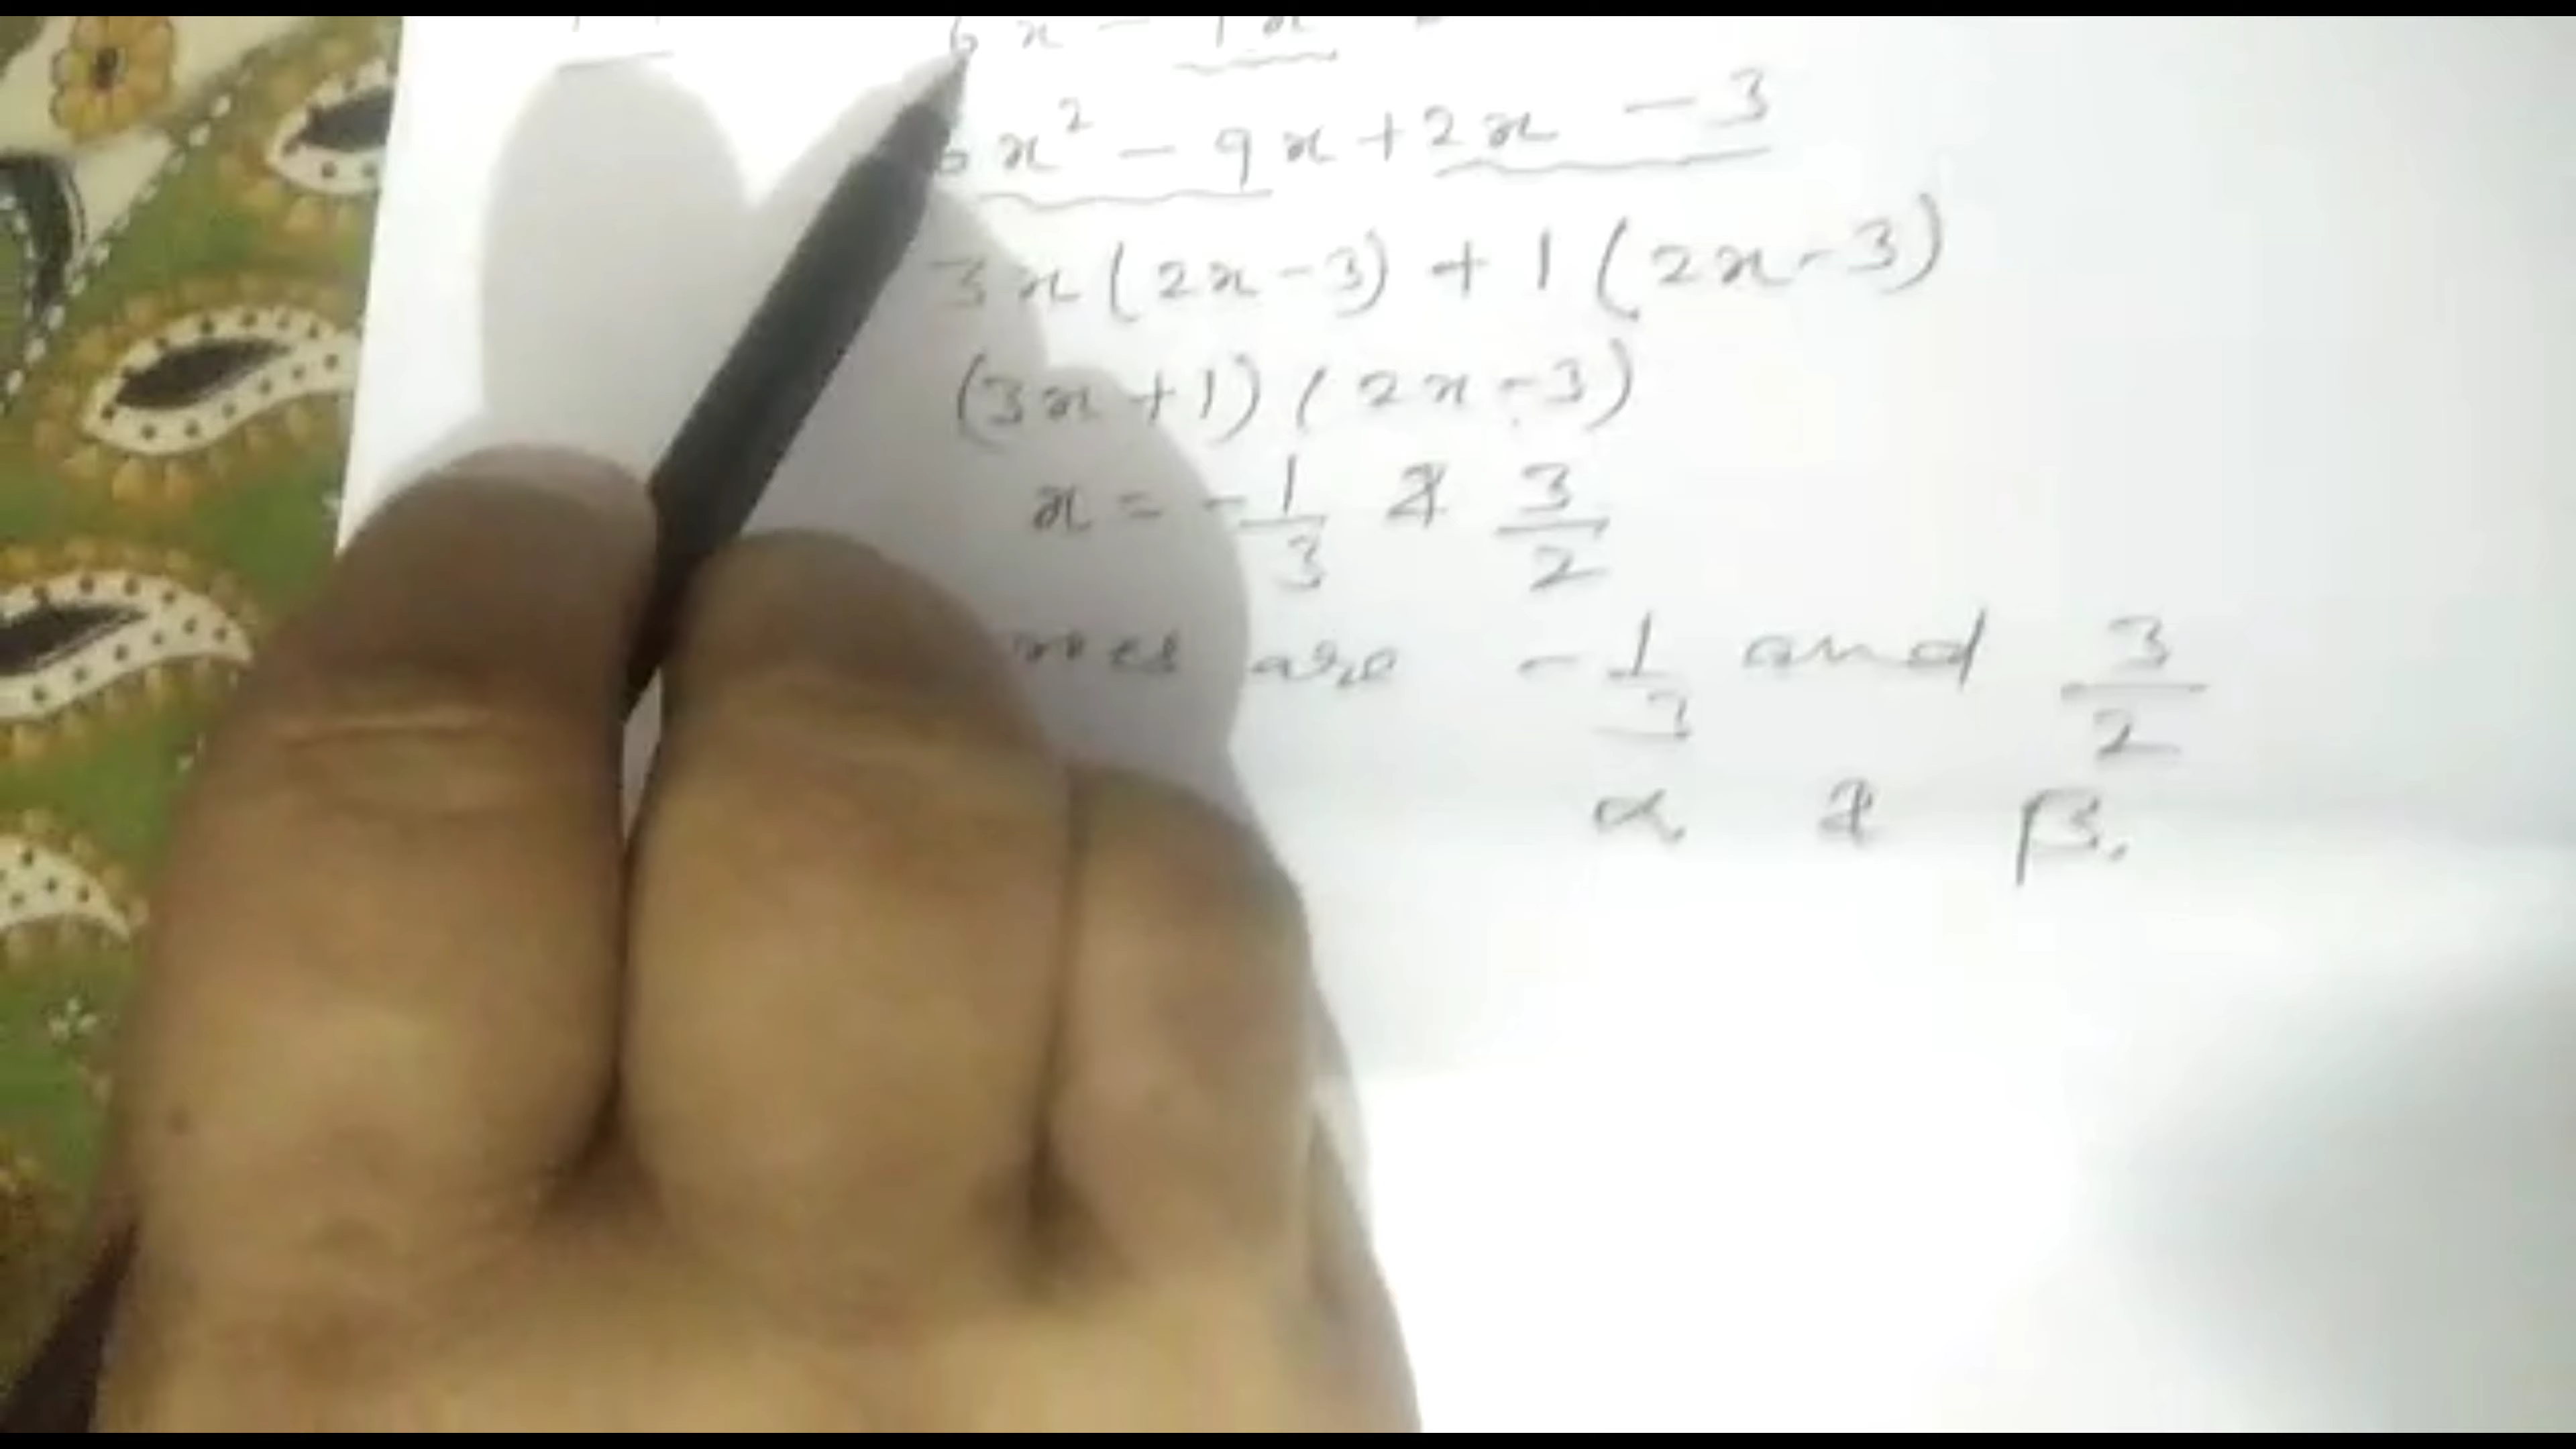 6x² - 9x + 2x - 3
3x(2x-3) + 1(2x-3)
(3x+1)(2x-3)
x = -1/3 & 3/2
are -1/3 and 3/2
α & β.